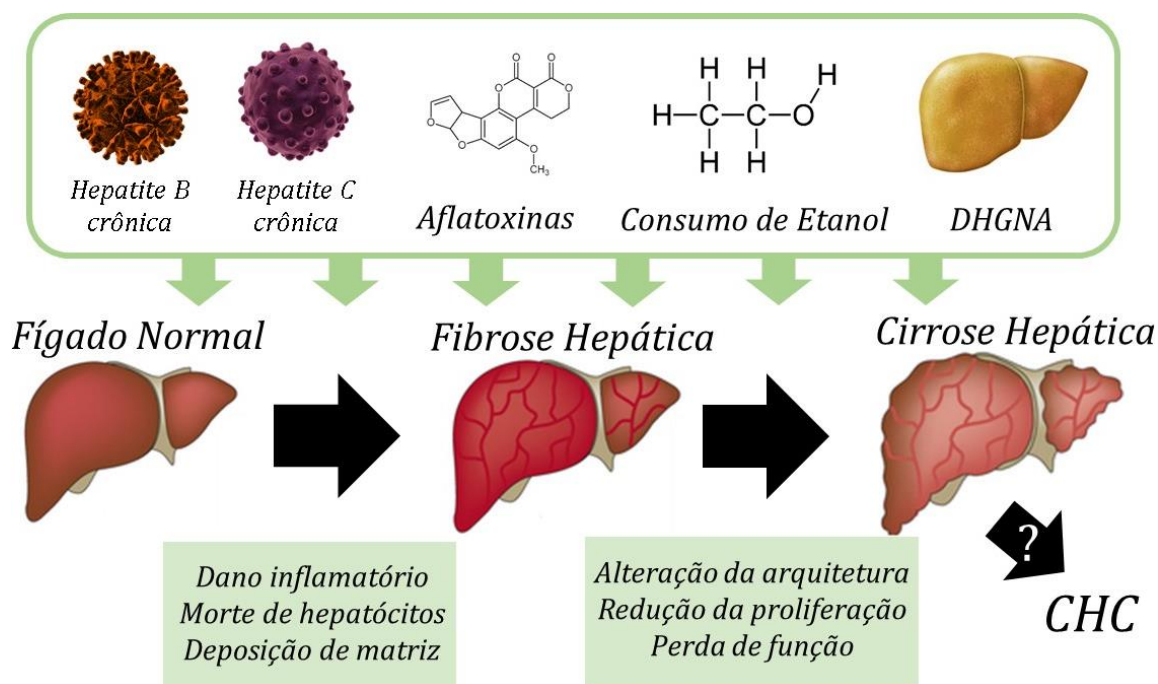 Hepatite B
crônica
Hepatite C
crônica
O
O
O
O
O
O
CH₃
Aflatoxinas
H H H
H C C O
H H
Consumo de Etanol
DHGNA
Fígado Normal
Fibrose Hepática
Cirrose Hepática
Dano inflamatório
Morte de hepatócitos
Deposição de matriz
Alteração da arquitetura
Redução da proliferação
Perda de função
?
CHC